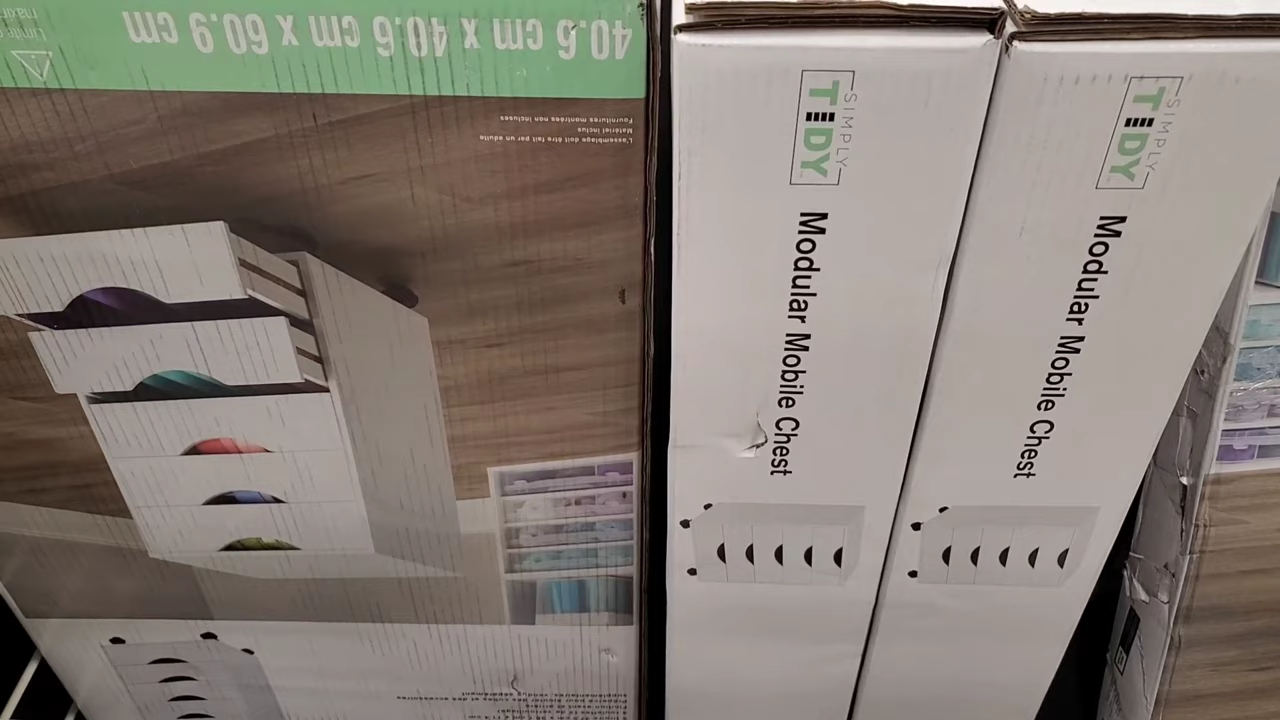 40.6 cm x 40.6 cm x 60.9 cm
L'assemblage doit être fait par un adulte
Matériel inclus
Fournitures montrées non incluses
SIMPLY
TIDY
Modular Mobile Chest
SIMPLY
TIDY
Modular Mobile Chest